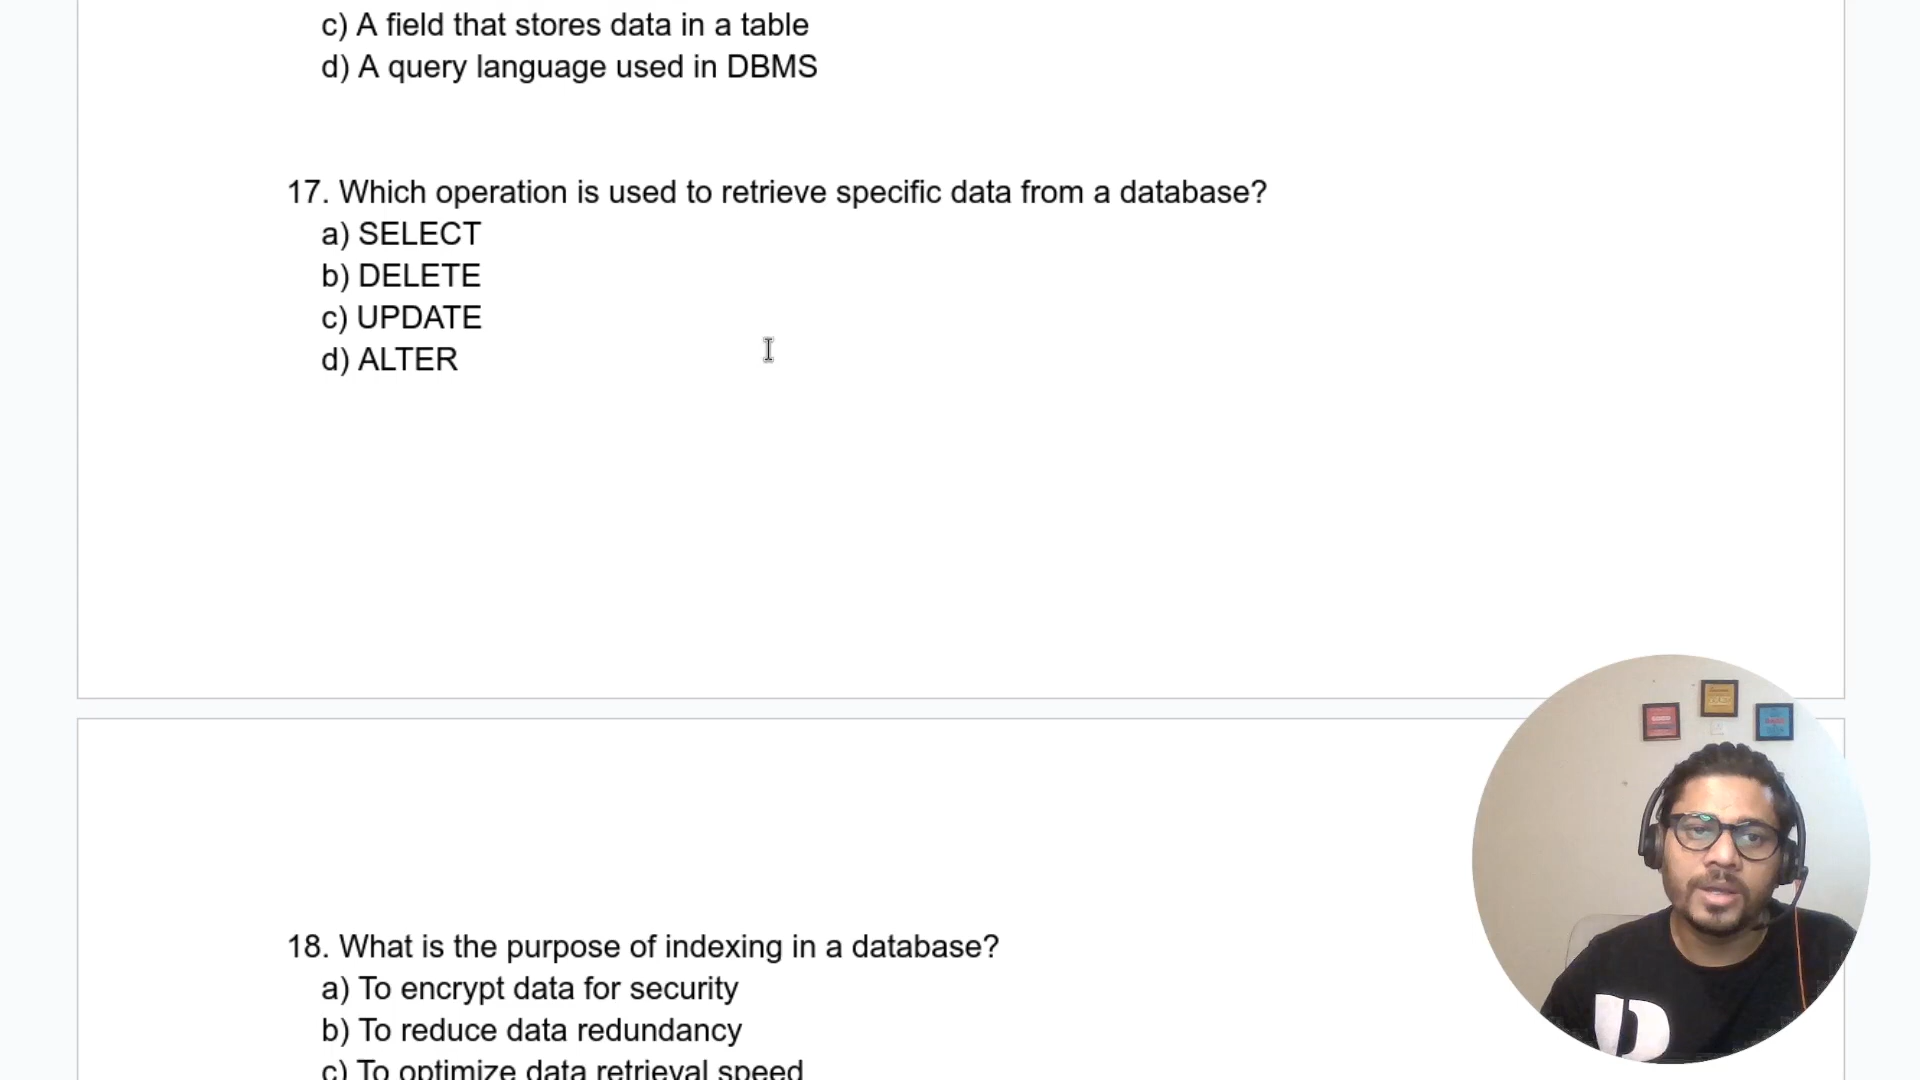 c) A field that stores data in a table
d) A query language used in DBMS
17. Which operation is used to retrieve specific data from a database?
a) SELECT
b) DELETE
c) UPDATE
d) ALTER
18. What is the purpose of indexing in a database?
a) To encrypt data for security
b) To reduce data redundancy
c) To optimize data retrieval speed